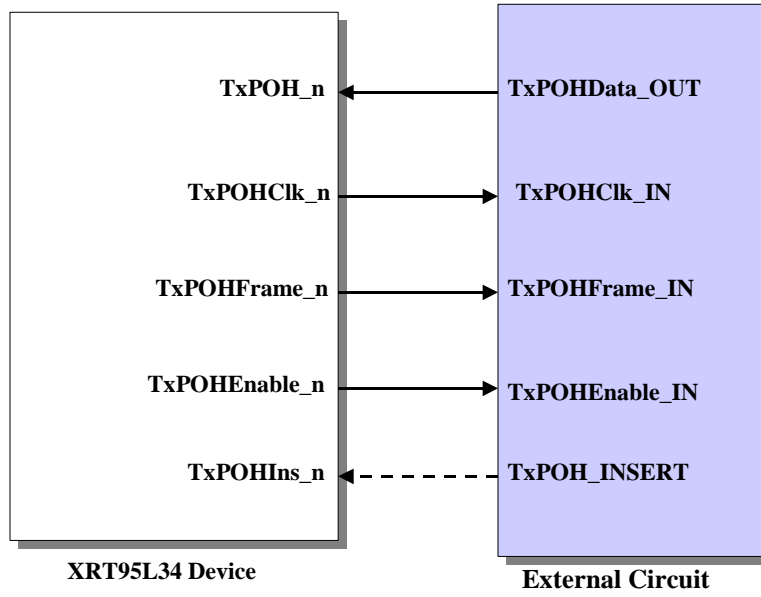 TxPOH_n TxPOHData_OUT
TxPOHClk_n TxPOHClk_IN
TxPOHFrame_n TxPOHFrame_IN
TxPOHEnable_n TxPOHEnable_IN
TxPOHIns_n TxPOH_INSERT
XRT95L34 Device
External Circuit